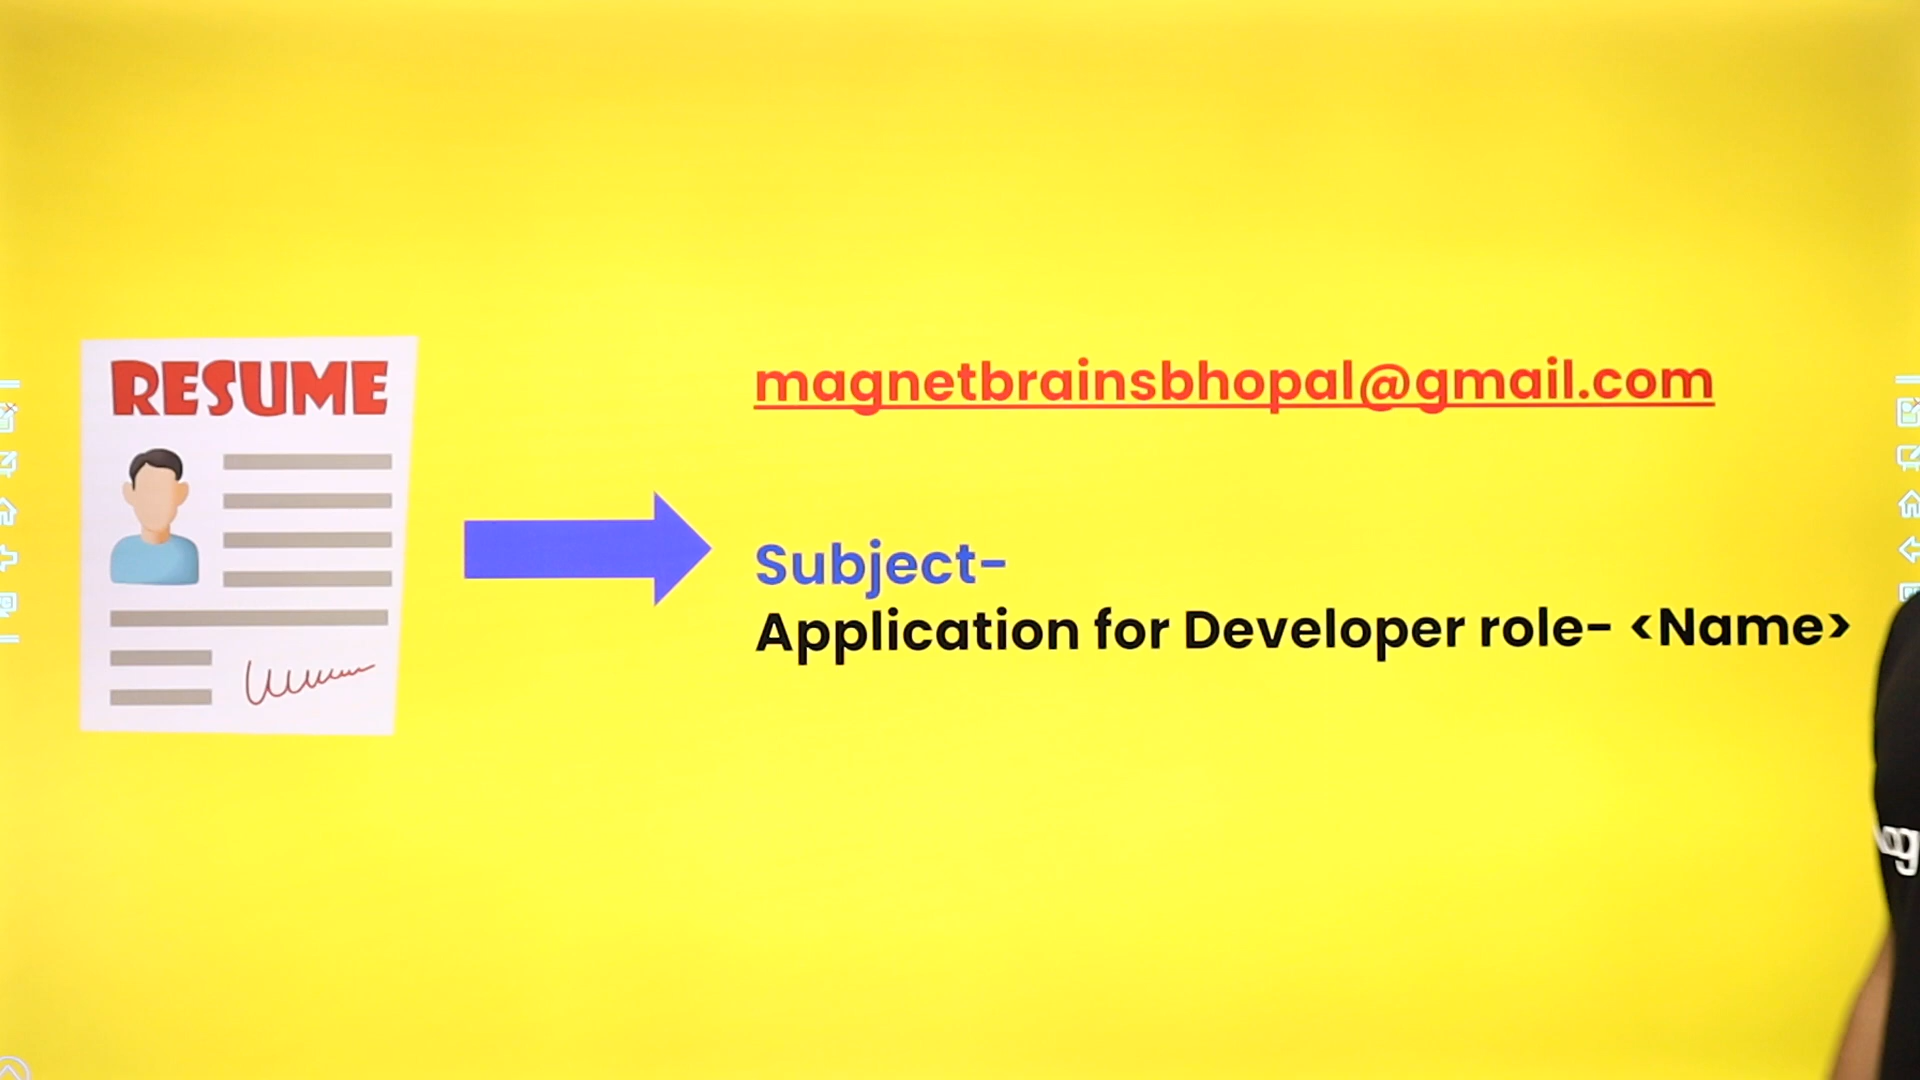 RESUME
magnetbrainsbhopal@gmail.com
Subject-
Application for Developer role- <Name>